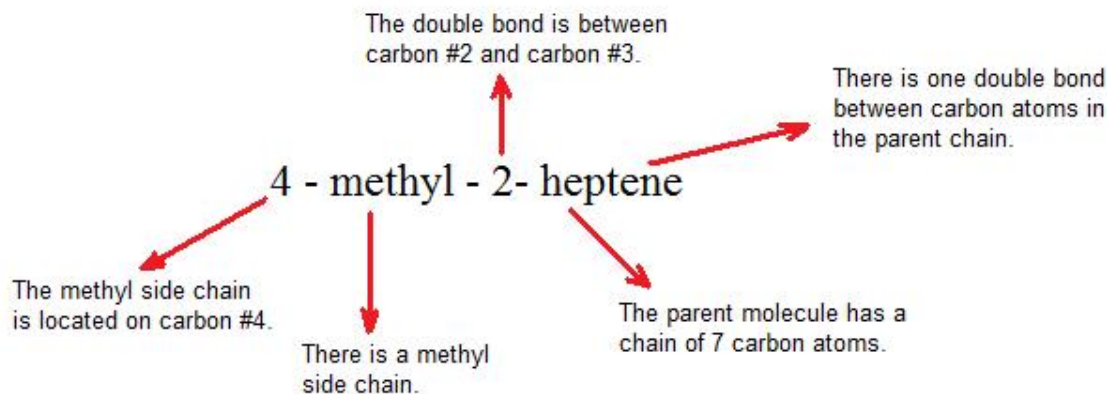 The double bond is between
carbon #2 and carbon #3.
There is one double bond
between carbon atoms in
the parent chain.
4 - methyl - 2- heptene
The methyl side chain
is located on carbon #4.
There is a methyl
side chain.
The parent molecule has a
chain of 7 carbon atoms.